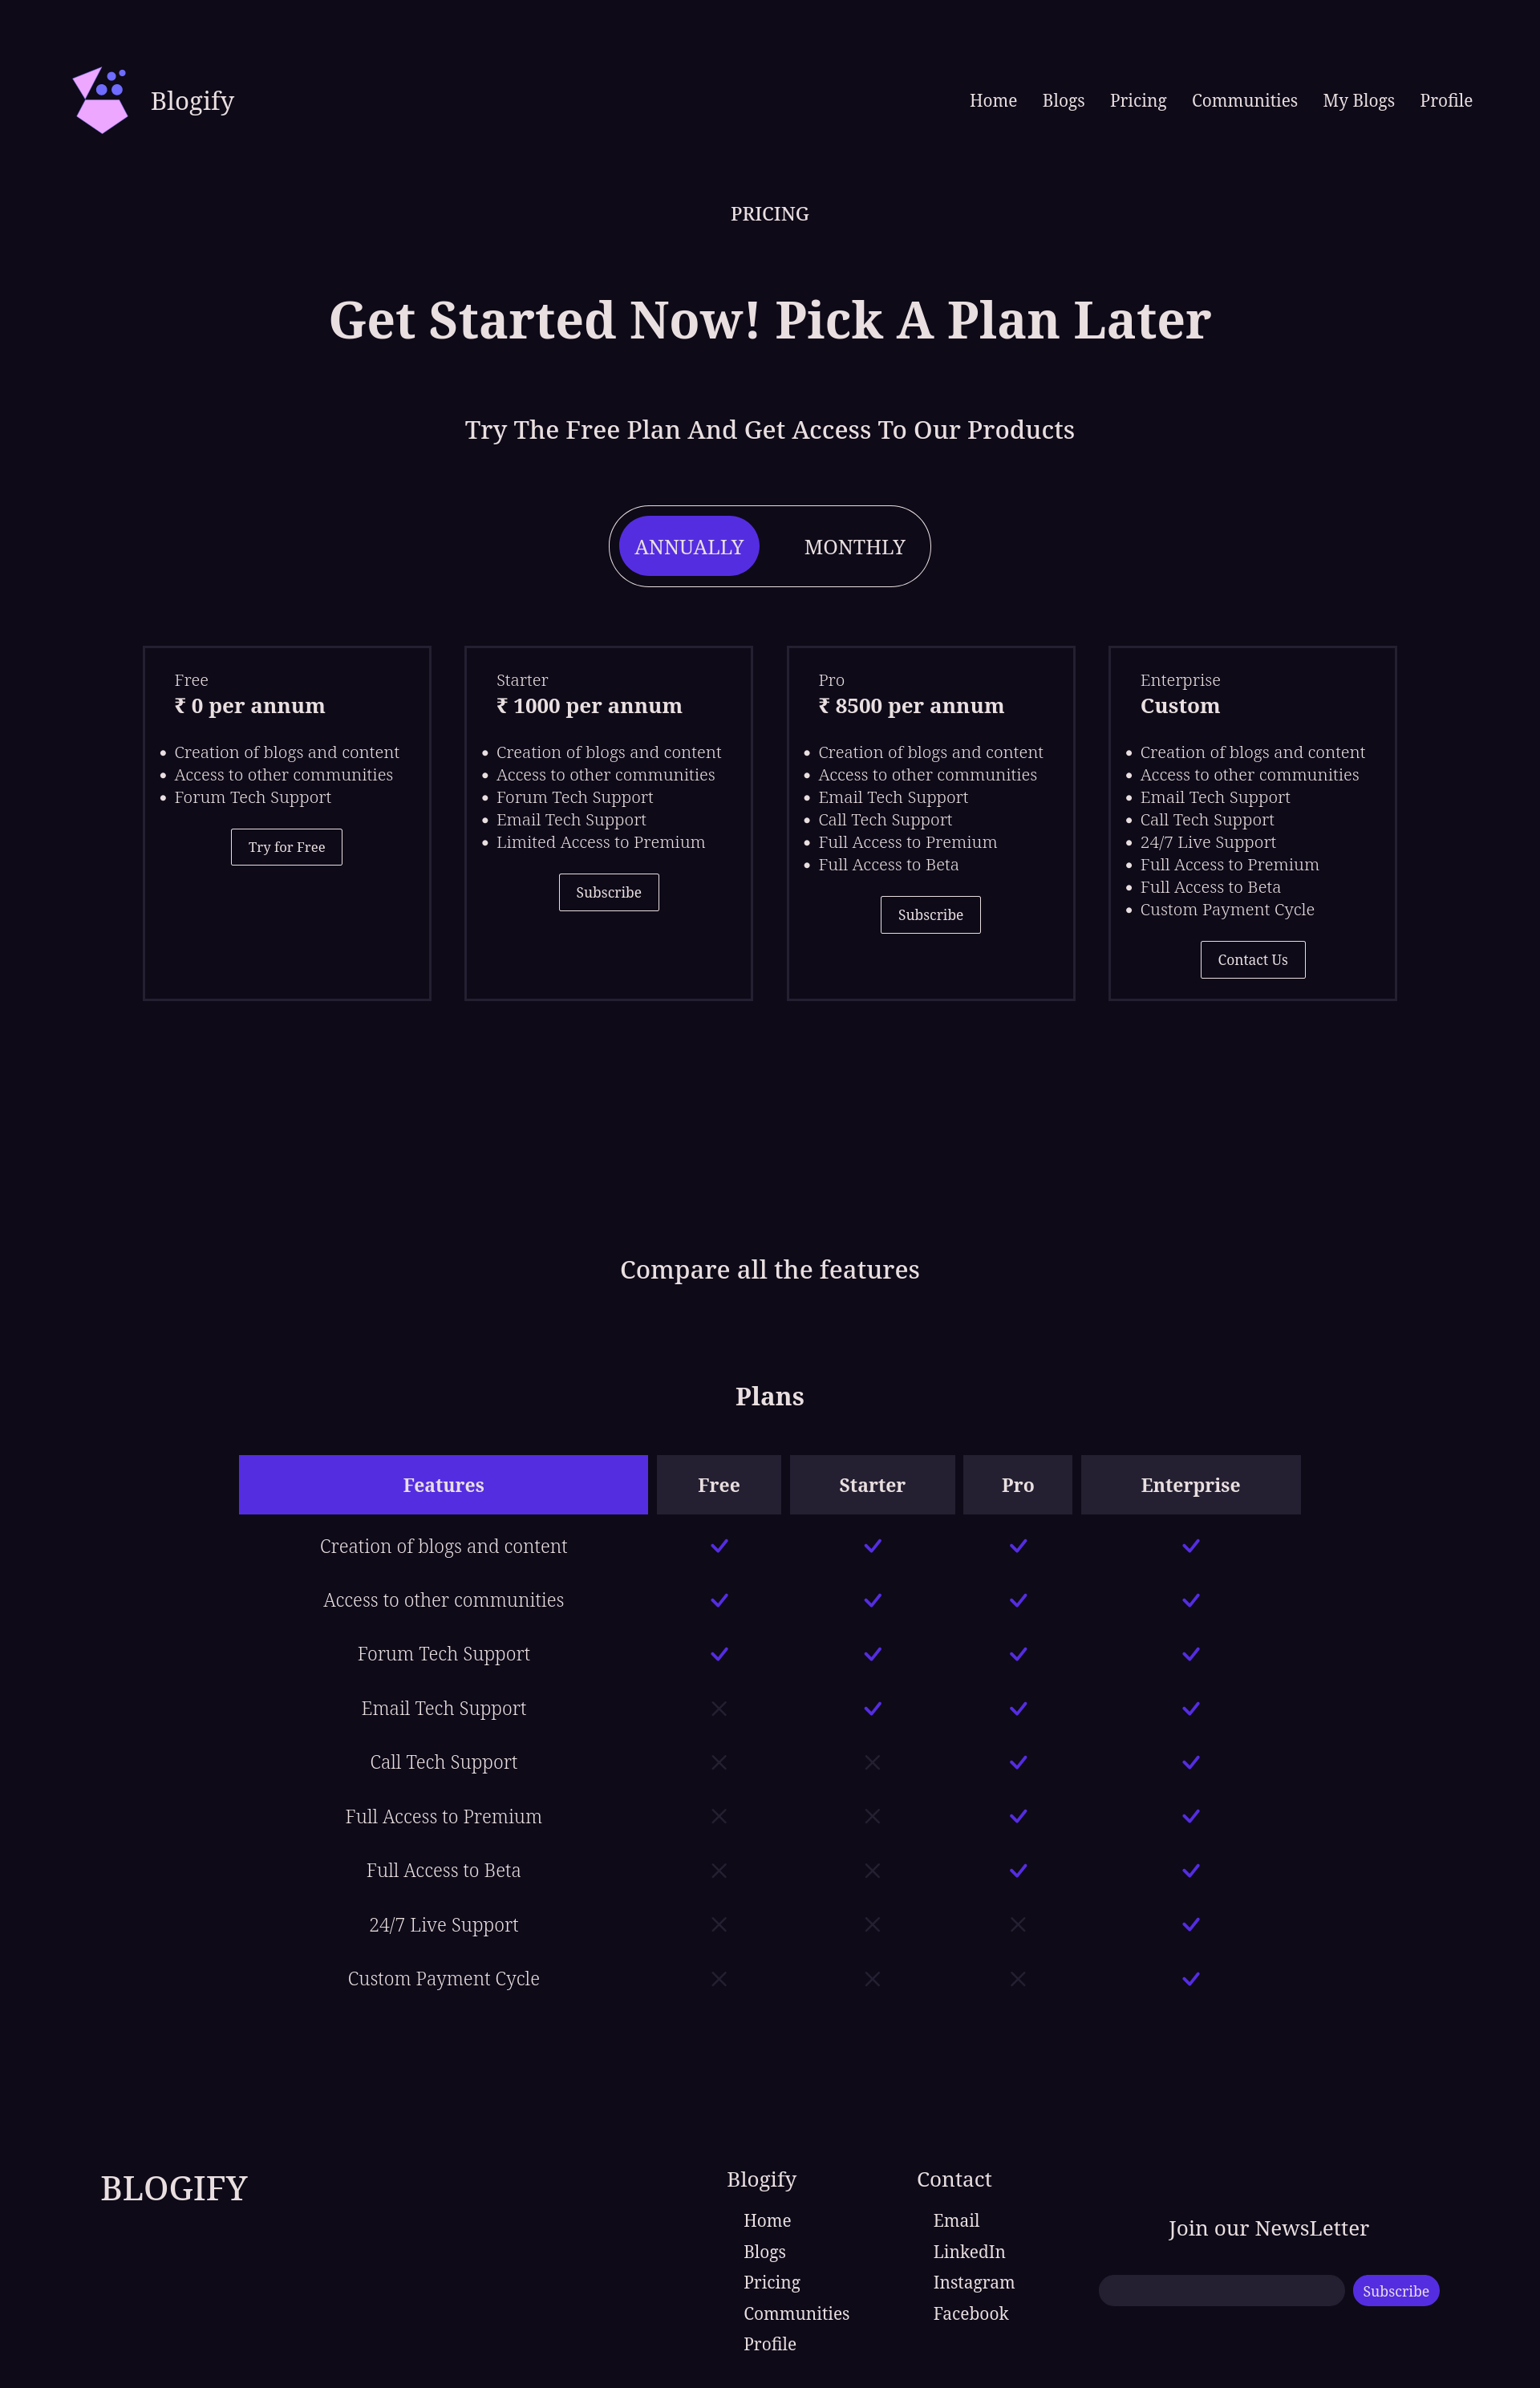 Blogify
Home Blogs Pricing Communities My Blogs Profile
PRICING
Get Started Now! Pick A Plan Later
Try The Free Plan And Get Access To Our Products
ANNUALLY MONTHLY
Free
₹ 0 per annum
Creation of blogs and content
Access to other communities
Forum Tech Support
Try for Free
Starter
₹ 1000 per annum
Creation of blogs and content
Access to other communities
Forum Tech Support
Email Tech Support
Limited Access to Premium
Subscribe
Pro
₹ 8500 per annum
Creation of blogs and content
Access to other communities
Email Tech Support
Call Tech Support
Full Access to Premium
Full Access to Beta
Subscribe
Enterprise
Custom
Creation of blogs and content
Access to other communities
Email Tech Support
Call Tech Support
24/7 Live Support
Full Access to Premium
Full Access to Beta
Custom Payment Cycle
Contact Us
Compare all the features
Plans
Features Free Starter Pro Enterprise
Creation of blogs and content
Access to other communities
Forum Tech Support
Email Tech Support
Call Tech Support
Full Access to Premium
Full Access to Beta
24/7 Live Support
Custom Payment Cycle
BLOGIFY
Blogify
Home
Blogs
Pricing
Communities
Profile
Contact
Email
LinkedIn
Instagram
Facebook
Join our NewsLetter
Subscribe